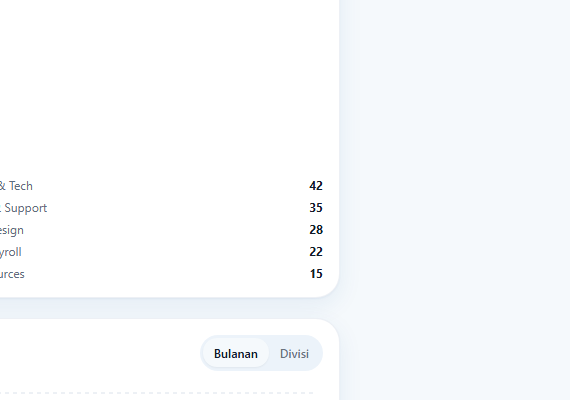 & Tech 42
Support 35
esign 28
yroll 22
urces 15
Bulanan Divisi